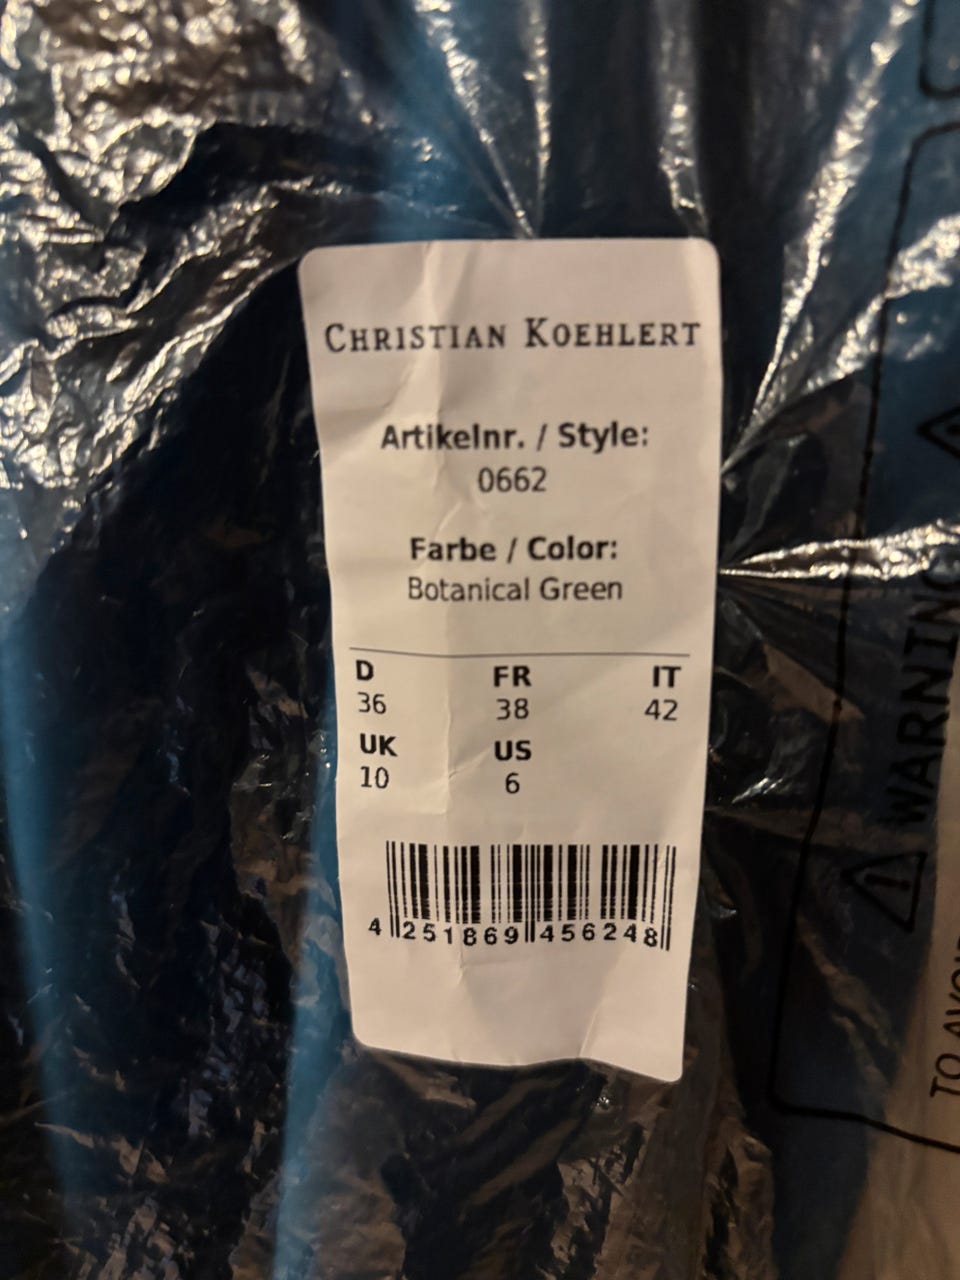 CHRISTIAN KOEHLERT
Artikelnr. / Style:
0662
Farbe / Color:
Botanical Green
D FR IT
36 38 42
UK US
10 6
4 251869 456248
WARNING
TO AVOI